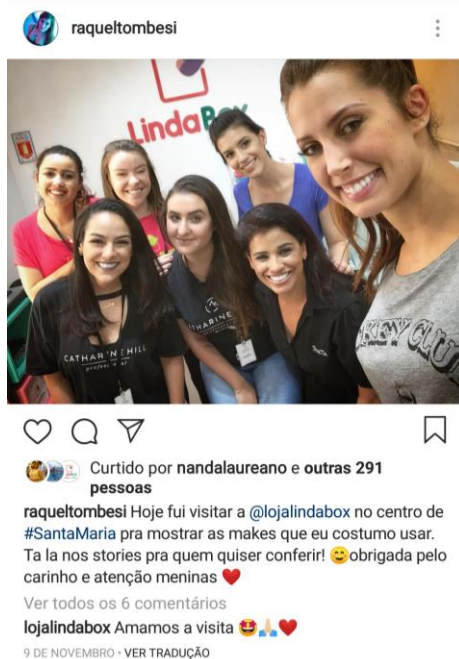 raqueltombesi
LindaBox
CATHARINE HILL
KEY CLUB
Curtido por nandalaureano e outras 291
pessoas
raqueltombesi Hoje fui visitar a @lojalindabox no centro de
#SantaMaria pra mostrar as makes que eu costumo usar.
Ta la nos stories pra quem quiser conferir! 😊obrigada pelo
carinho e atenção meninas ❤️
Ver todos os 6 comentários
lojalindabox Amamos a visita 🤩🙏🏼❤️
9 DE NOVEMBRO • VER TRADUÇÃO